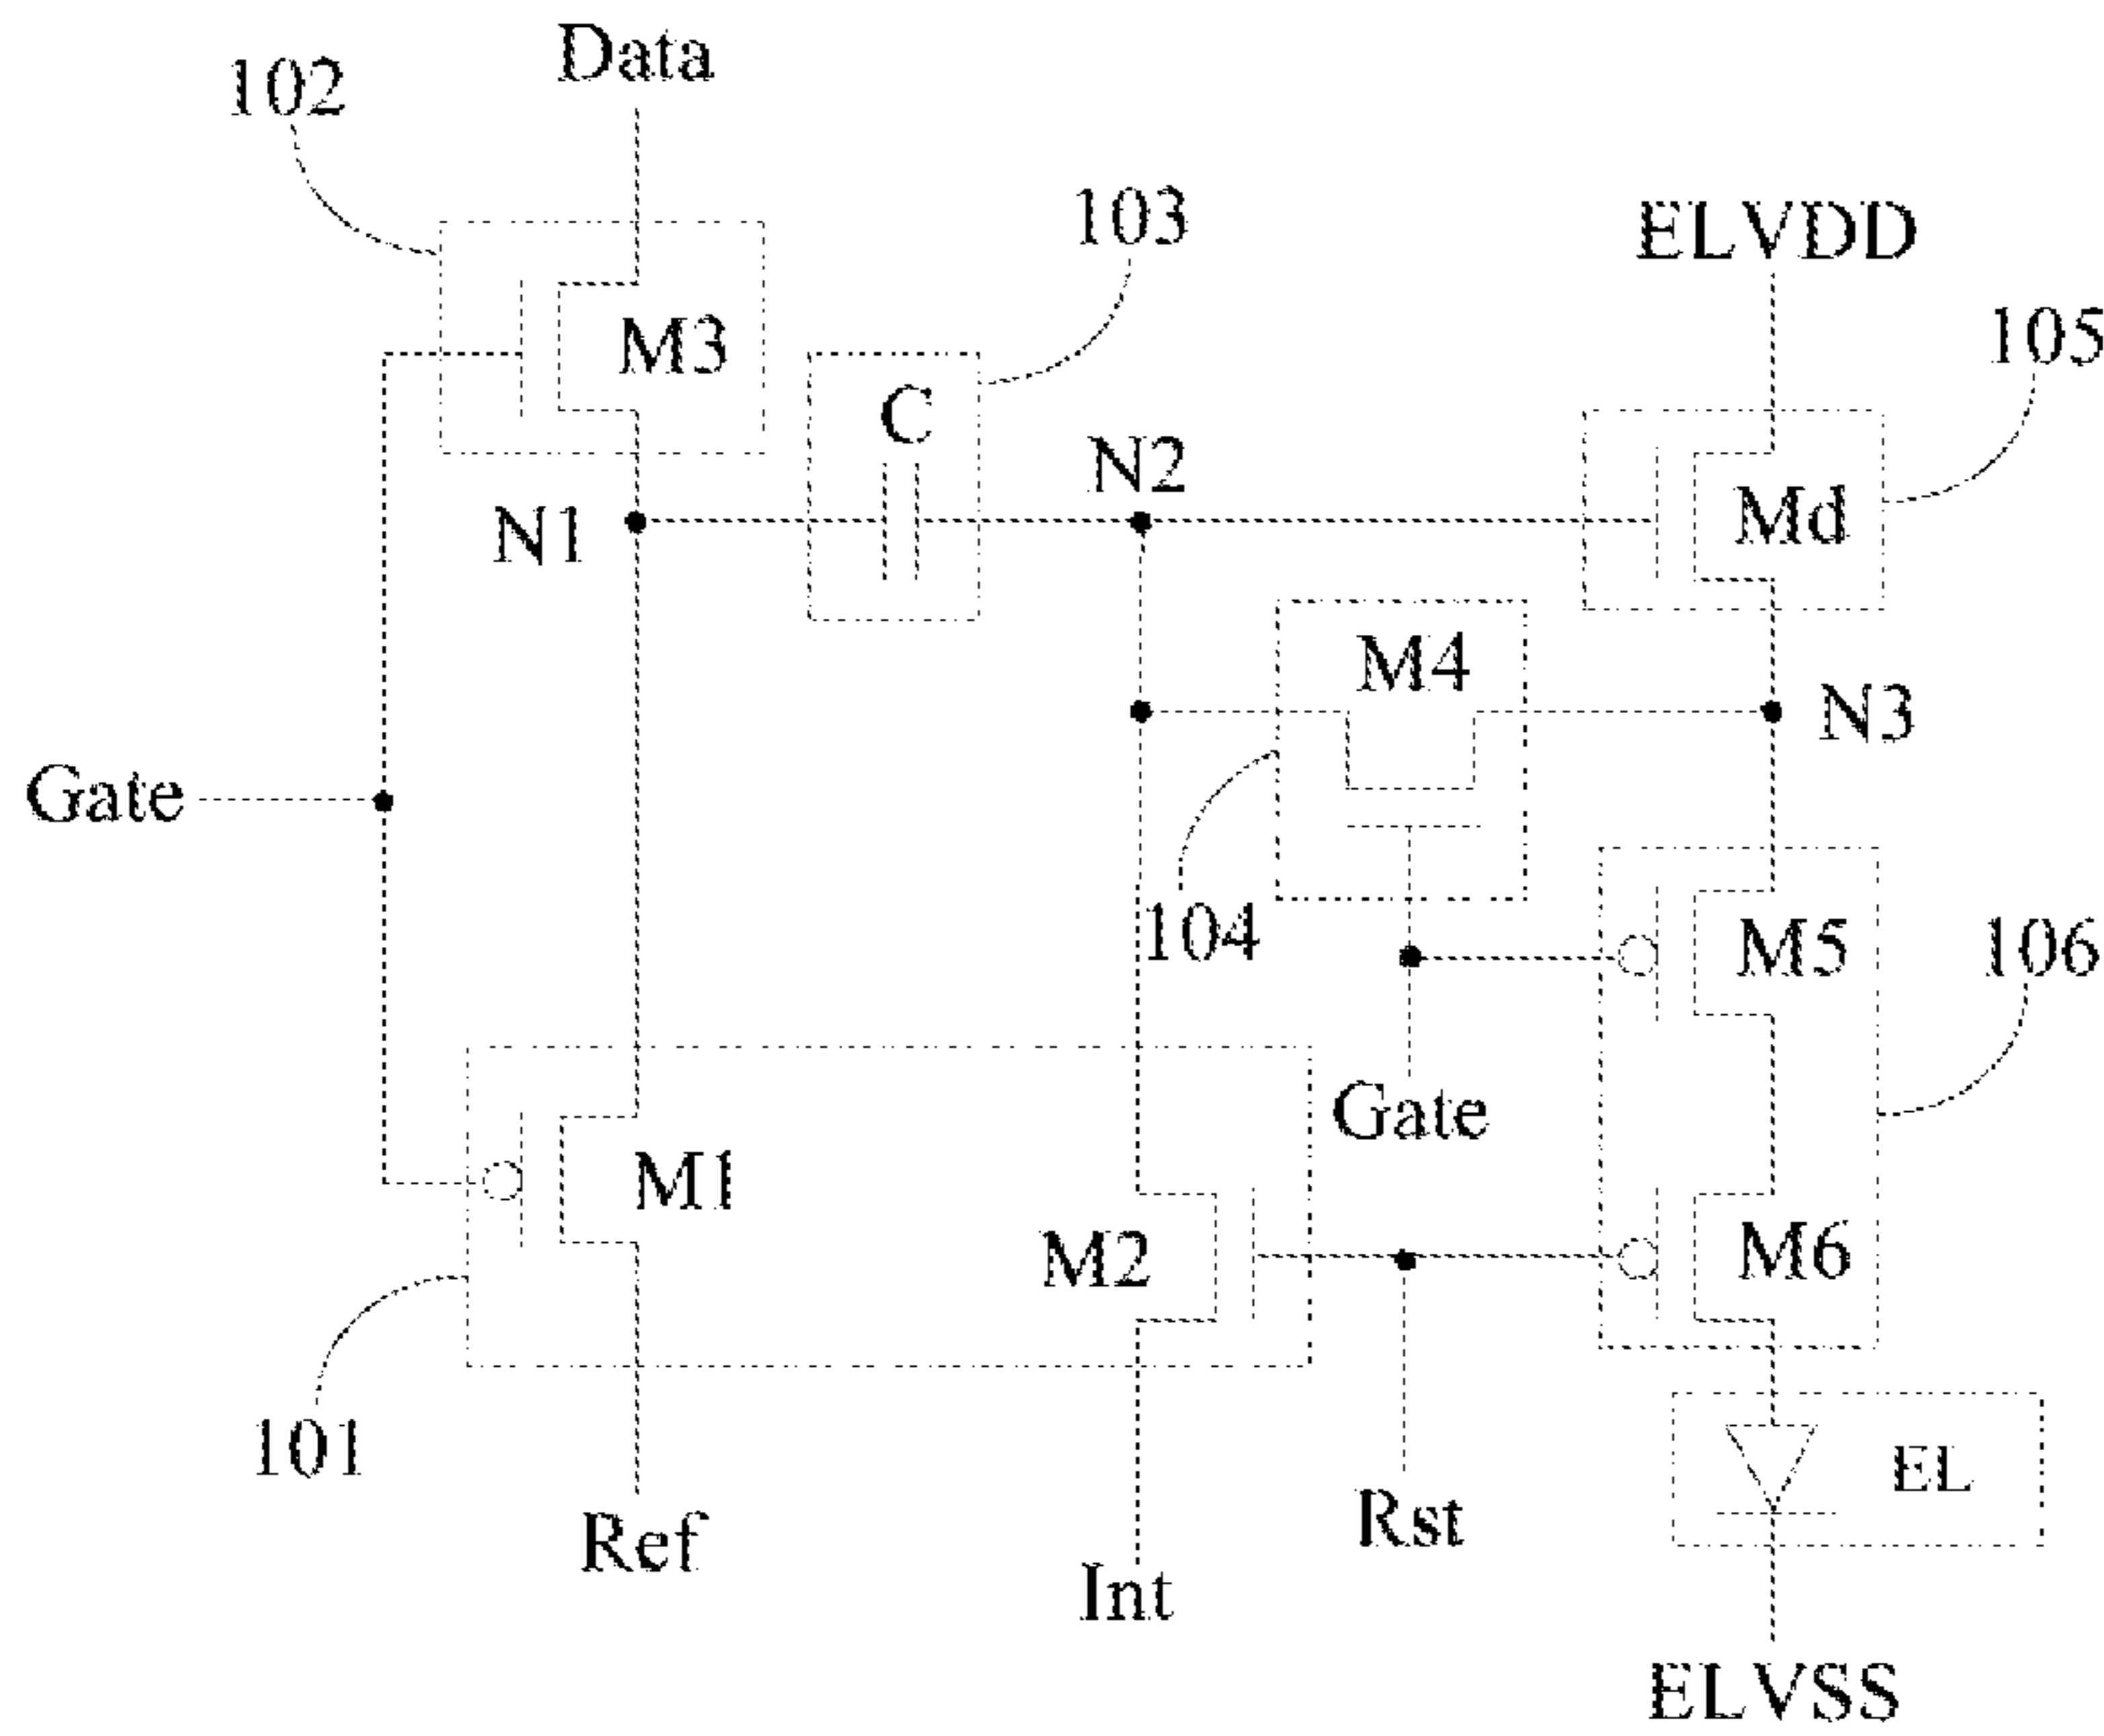 Data
102
103
ELVDD
105
M3
C
N2
N1
Md
M4
N3
Gate
104
M5
106
Gate
M1
M2
M6
101
EL
Ref
Rst
Int
ELVSS